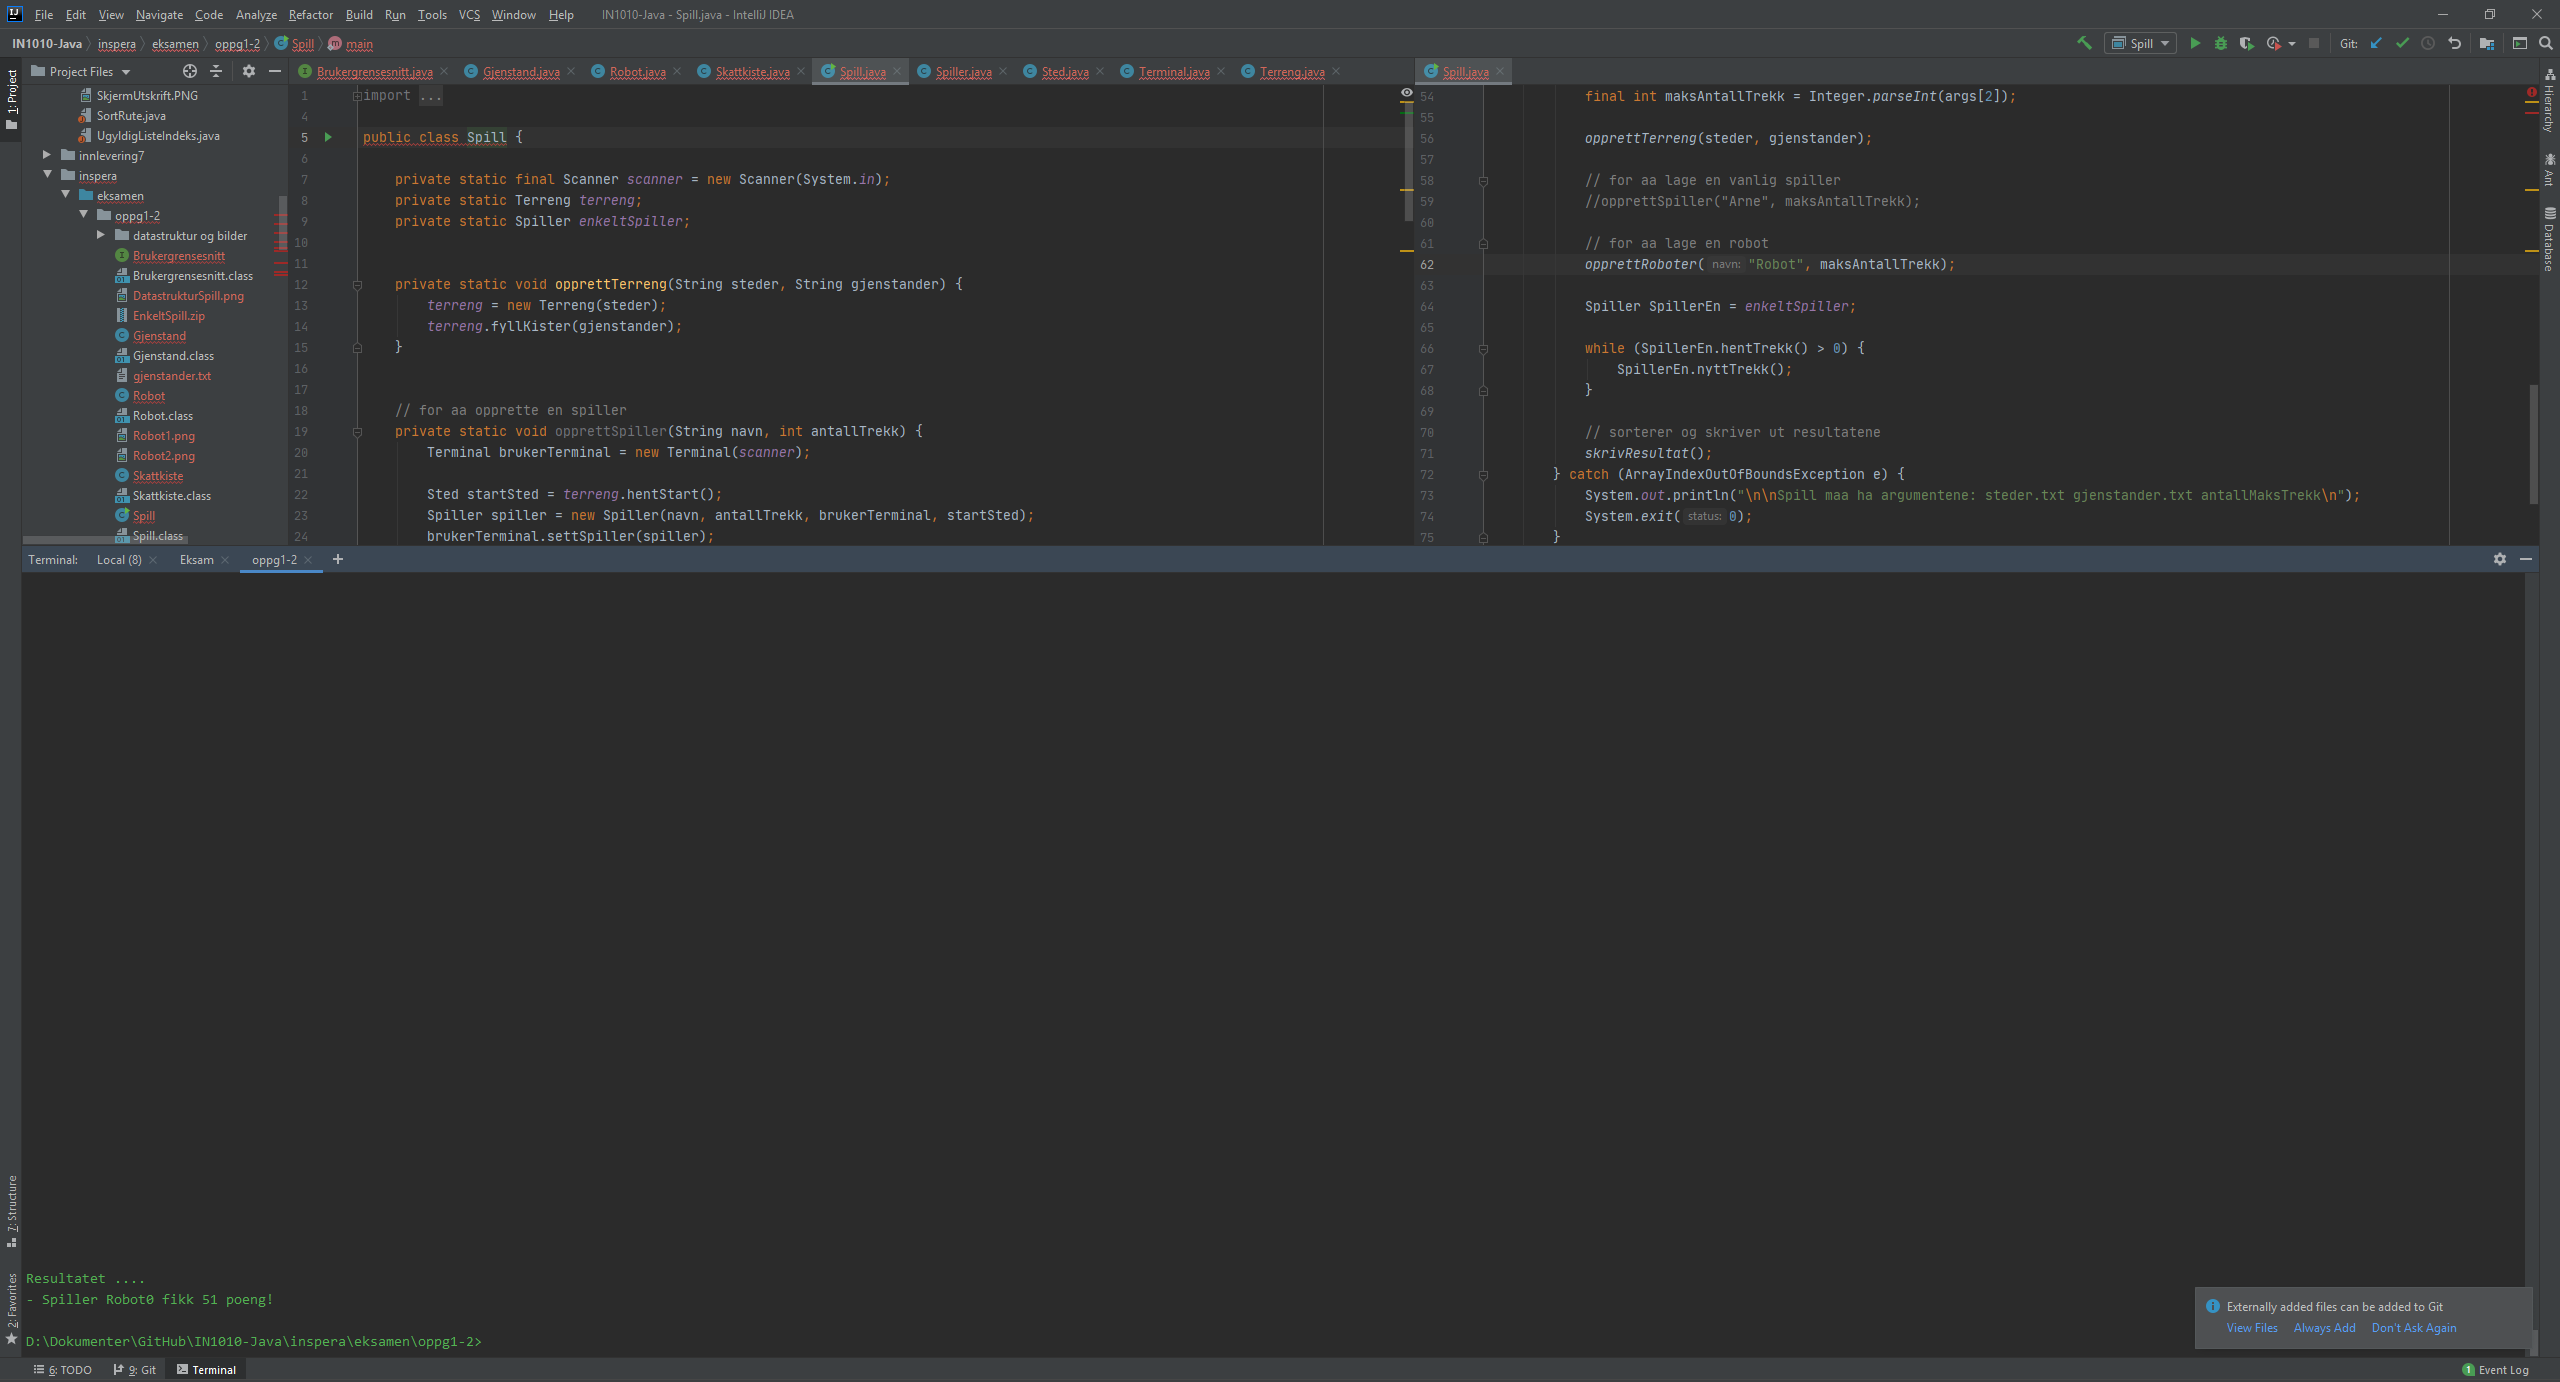 File Edit View Navigate Code Analyze Refactor Build Run Tools VCS Window Help IN1010-Java - Spill.java - IntelliJ IDEA
IN1010-Java inspera eksamen oppg1-2 Spill main
Spill Git:
1: Project
Project Files
SkjermUtskrift.PNG
SortRute.java
UgyldigListeIndeks.java
innlevering7
inspera
eksamen
oppg1-2
datastruktur og bilder
Brukergrensesnitt
Brukergrensesnitt.class
DatastrukturSpill.png
EnkeltSpill.zip
Gjenstand
Gjenstand.class
gjenstander.txt
Robot
Robot.class
Robot1.png
Robot2.png
Skattkiste
Skattkiste.class
Spill
Spill.class
Brukergrensesnitt.java Gjenstand.java Robot.java Skattkiste.java Spill.java Spiller.java Sted.java Terminal.java Terreng.java
1 import ...
4
5 public class Spill {
6
7 private static final Scanner scanner = new Scanner(System.in);
8 private static Terreng terreng;
9 private static Spiller enkeltSpiller;
10
11
12 private static void opprettTerreng(String steder, String gjenstander) {
13 terreng = new Terreng(steder);
14 terreng.fyllKister(gjenstander);
15 }
16
17
18 // for aa opprette en spiller
19 private static void opprettSpiller(String navn, int antallTrekk) {
20 Terminal brukerTerminal = new Terminal(scanner);
21
22 Sted startSted = terreng.hentStart();
23 Spiller spiller = new Spiller(navn, antallTrekk, brukerTerminal, startSted);
24 brukerTerminal.settSpiller(spiller);
Spill.java
54 final int maksAntallTrekk = Integer.parseInt(args[2]);
55
56 opprettTerreng(steder, gjenstander);
57
58 // for aa lage en vanlig spiller
59 //opprettSpiller("Arne", maksAntallTrekk);
60
61 // for aa lage en robot
62 opprettRoboter( navn: "Robot", maksAntallTrekk);
63
64 Spiller SpillerEn = enkeltSpiller;
65
66 while (SpillerEn.hentTrekk() > 0) {
67 SpillerEn.nyttTrekk();
68 }
69
70 // sorterer og skriver ut resultatene
71 skrivResultat();
72 } catch (ArrayIndexOutOfBoundsException e) {
73 System.out.println("\n\nSpill maa ha argumentene: steder.txt gjenstander.txt antallMaksTrekk\n");
74 System.exit( status: 0);
75 }
Hierarchy
Ant
Database
Terminal: Local (8) Eksam oppg1-2
Resultatet ....
- Spiller Robot0 fikk 51 poeng!
D:\Dokumenter\GitHub\IN1010-Java\inspera\eksamen\oppg1-2>
7: Structure
2: Favorites
Externally added files can be added to Git
View Files Always Add Don't Ask Again
6: TODO 9: Git Terminal
1 Event Log